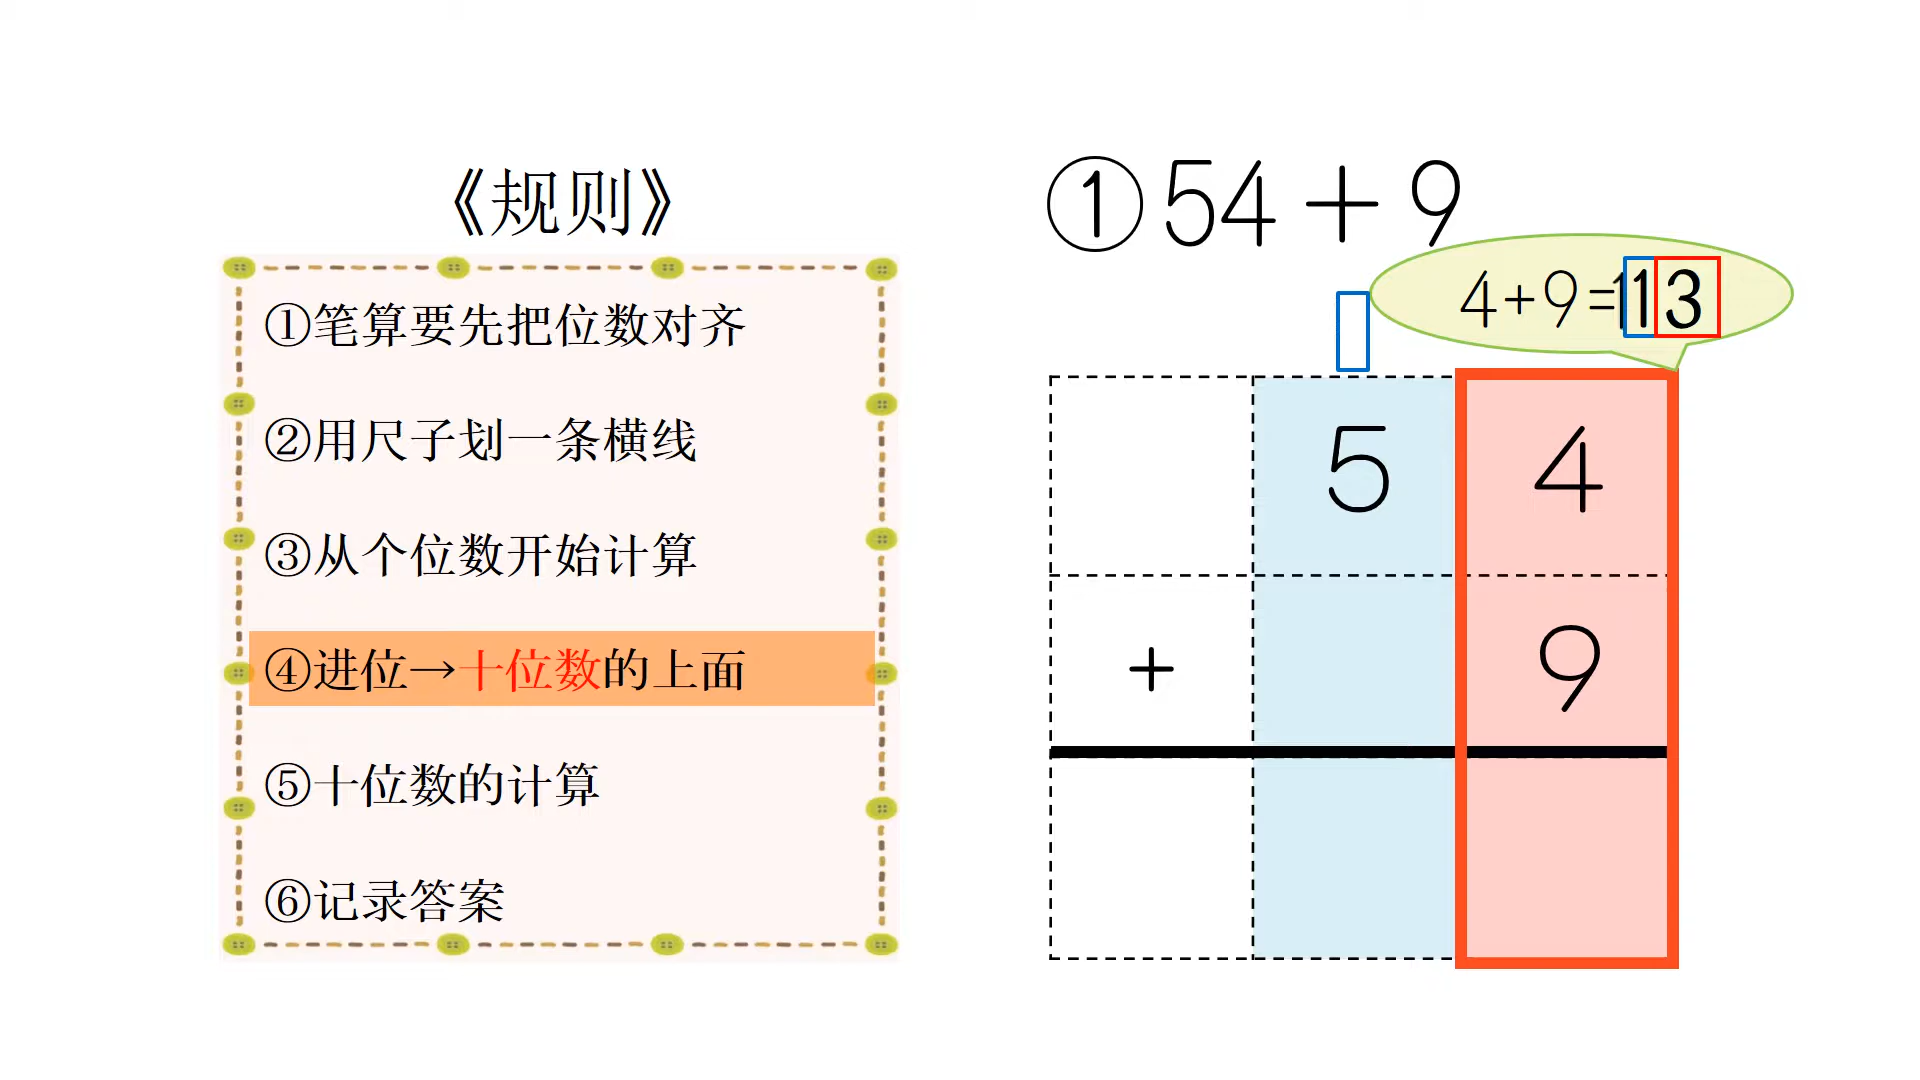 《规则》
①笔算要先把位数对齐
②用尺子划一条横线
③从个位数开始计算
④进位→十位数的上面
⑤十位数的计算
⑥记录答案
①54+9
4+9=13
5 4
+ 9